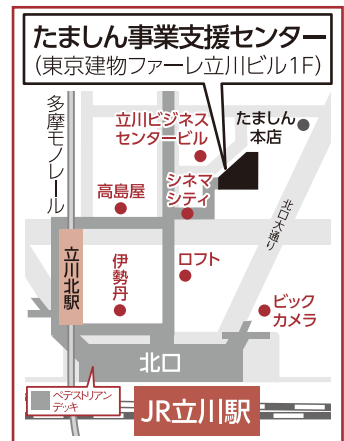 たましん事業支援センター
(東京建物ファーレ立川ビル1F)
多摩モノレール
立川ビジネス
センタービル
たましん
本店
高島屋
シネマ
シティ
北口大通り
立川北駅
伊勢丹
ロフト
ビック
カメラ
北口
ペデストリアン
デッキ
JR立川駅